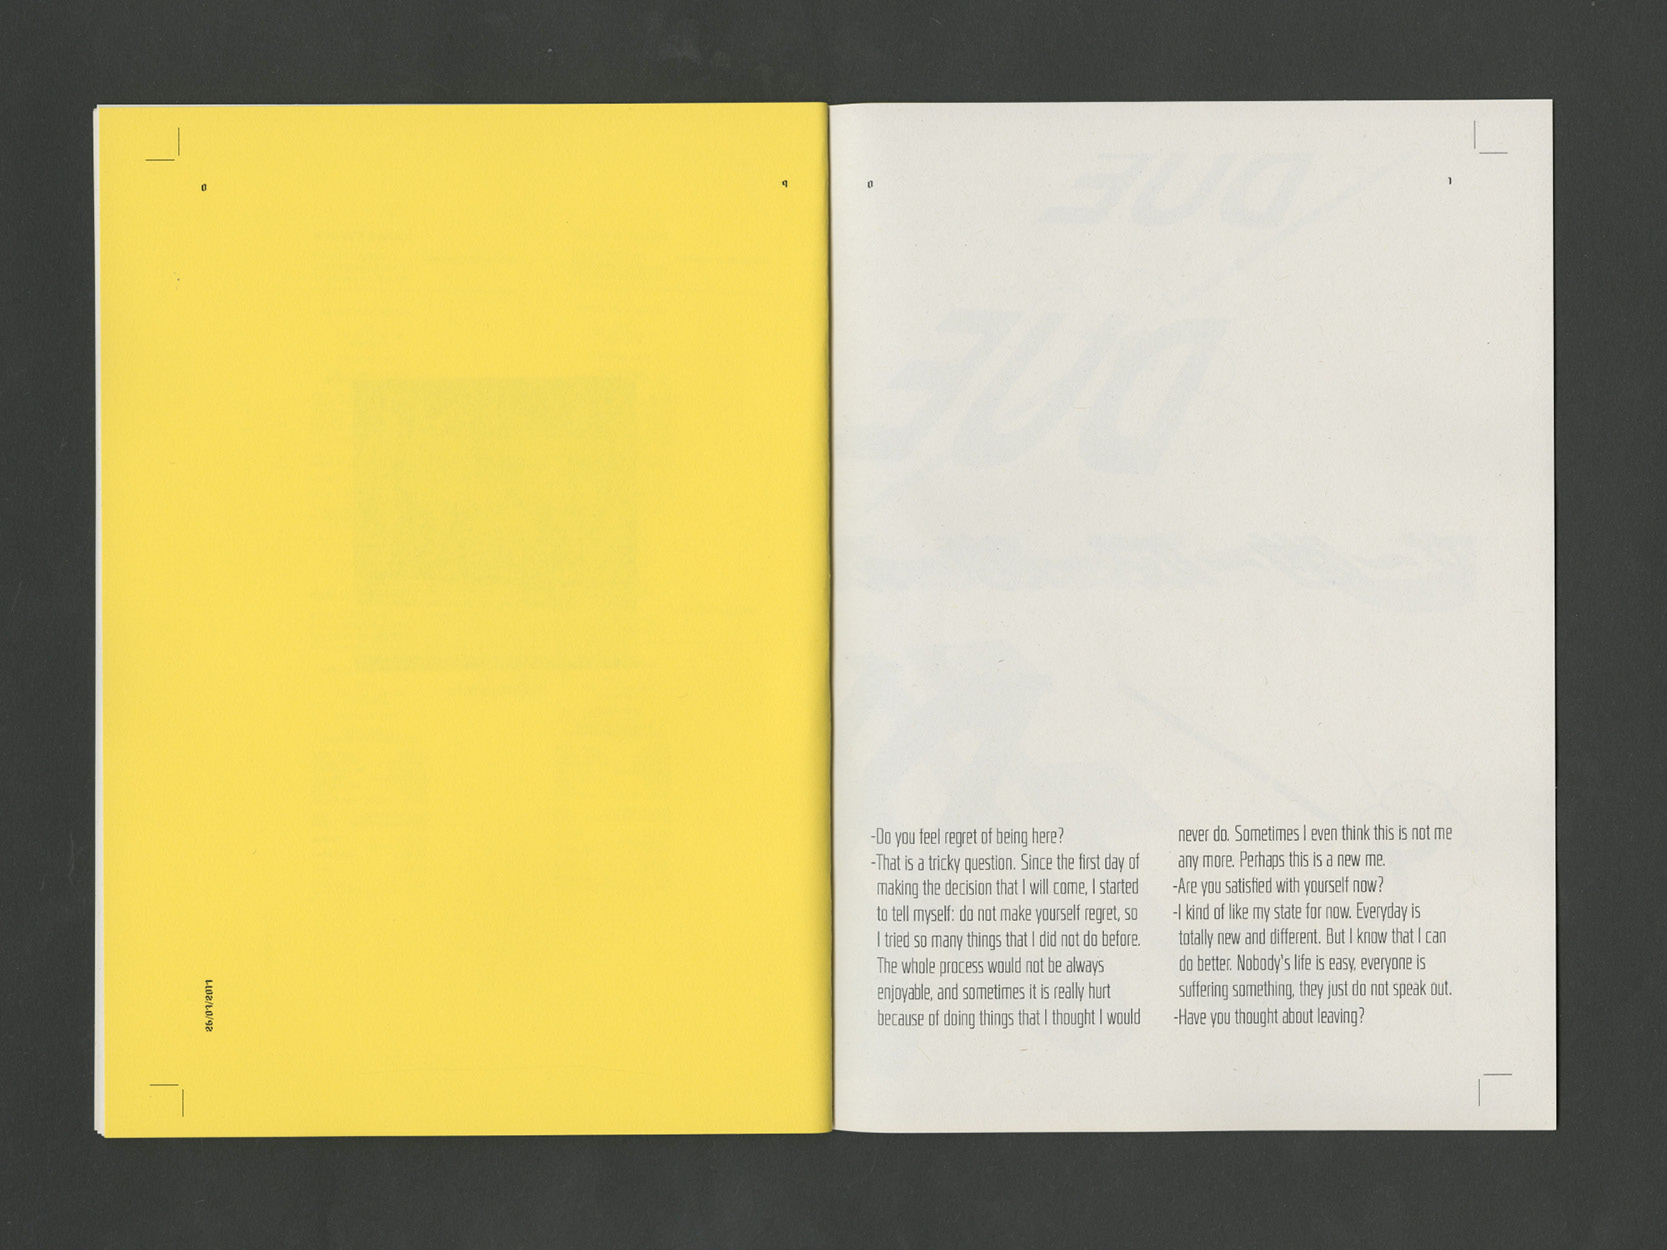 0
9
26/07/2011
0
1
-Do you feel regret of being here?
-That is a tricky question. Since the first day of
making the decision that I will come, I started
to tell myself: do not make yourself regret, so
I tried so many things that I did not do before.
The whole process would not be always
enjoyable, and sometimes it is really hurt
because of doing things that I thought I would
never do. Sometimes I even think this is not me
any more. Perhaps this is a new me.
-Are you satisfied with yourself now?
-I kind of like my state for now. Everyday is
totally new and different. But I know that I can
do better. Nobody's life is easy, everyone is
suffering something, they just do not speak out.
-Have you thought about leaving?